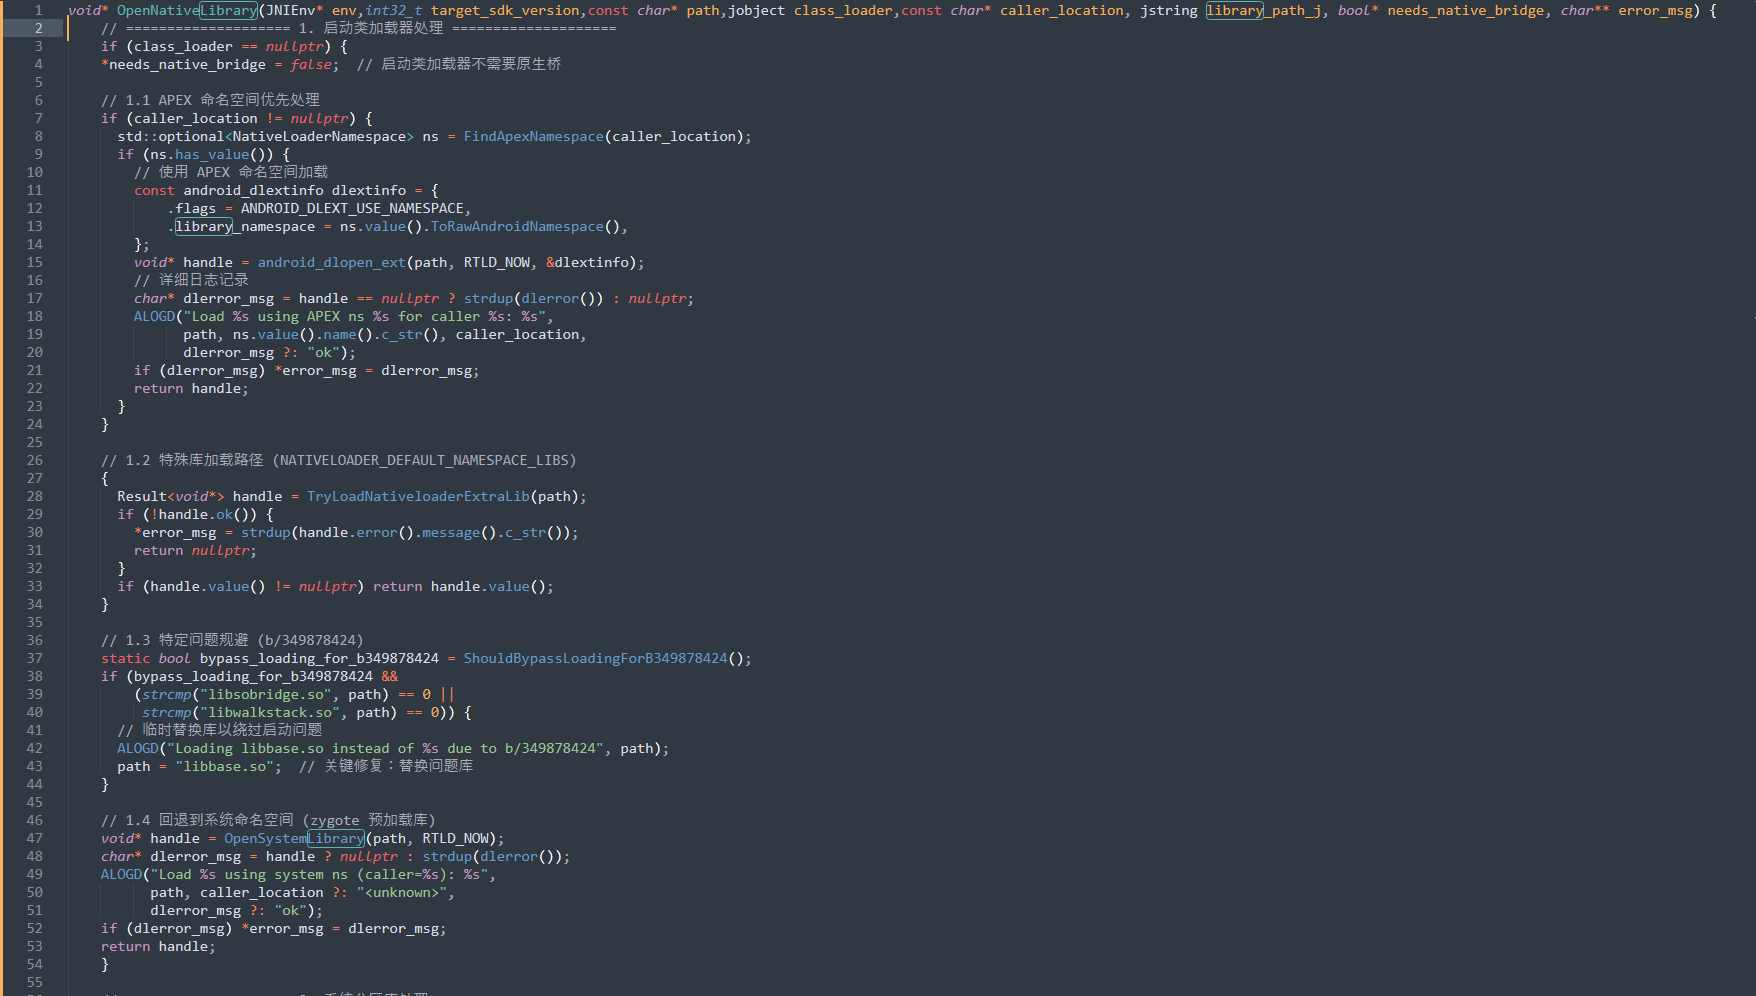 1 void* OpenNativeLibrary(JNIEnv* env,int32_t target_sdk_version,const char* path,jobject class_loader,const char* caller_location, jstring library_path_j, bool* needs_native_bridge, char** error_msg) {
2 // ==================== 1. 启动类加载器处理 ====================
3 if (class_loader == nullptr) {
4 *needs_native_bridge = false;  // 启动类加载器不需要原生桥
5
6 // 1.1 APEX 命名空间优先处理
7 if (caller_location != nullptr) {
8 std::optional<NativeLoaderNamespace> ns = FindApexNamespace(caller_location);
9 if (ns.has_value()) {
10 // 使用 APEX 命名空间加载
11 const android_dlextinfo dlextinfo = {
12 .flags = ANDROID_DLEXT_USE_NAMESPACE,
13 .library_namespace = ns.value().ToRawAndroidNamespace(),
14 };
15 void* handle = android_dlopen_ext(path, RTLD_NOW, &dlextinfo);
16 // 详细日志记录
17 char* dlerror_msg = handle == nullptr ? strdup(dlerror()) : nullptr;
18 ALOGD("Load %s using APEX ns %s for caller %s: %s",
19 path, ns.value().name().c_str(), caller_location,
20 dlerror_msg ?: "ok");
21 if (dlerror_msg) *error_msg = dlerror_msg;
22 return handle;
23 }
24 }
25
26 // 1.2 特殊库加载路径 (NATIVELOADER_DEFAULT_NAMESPACE_LIBS)
27 {
28 Result<void*> handle = TryLoadNativeloaderExtraLib(path);
29 if (!handle.ok()) {
30 *error_msg = strdup(handle.error().message().c_str());
31 return nullptr;
32 }
33 if (handle.value() != nullptr) return handle.value();
34 }
35
36 // 1.3 特定问题规避 (b/349878424)
37 static bool bypass_loading_for_b349878424 = ShouldBypassLoadingForB349878424();
38 if (bypass_loading_for_b349878424 &&
39 (strcmp("libsobridge.so", path) == 0 ||
40 strcmp("libwalkstack.so", path) == 0)) {
41 // 临时替换库以绕过启动问题
42 ALOGD("Loading libbase.so instead of %s due to b/349878424", path);
43 path = "libbase.so";  // 关键修复：替换问题库
44 }
45
46 // 1.4 回退到系统命名空间 (zygote 预加载库)
47 void* handle = OpenSystemLibrary(path, RTLD_NOW);
48 char* dlerror_msg = handle ? nullptr : strdup(dlerror());
49 ALOGD("Load %s using system ns (caller=%s): %s",
50 path, caller_location ?: "<unknown>",
51 dlerror_msg ?: "ok");
52 if (dlerror_msg) *error_msg = dlerror_msg;
53 return handle;
54 }
55